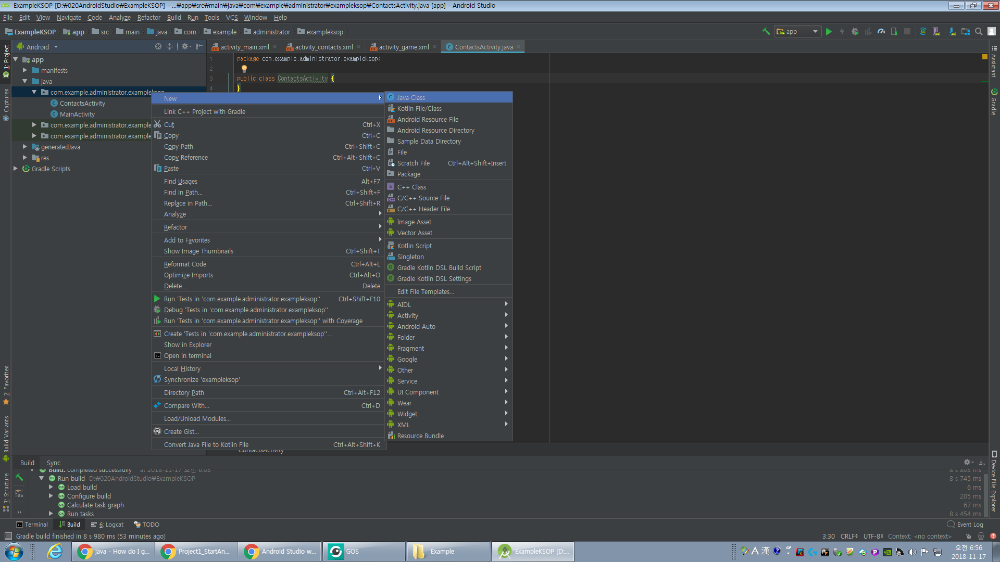 ExampleKSOP [D:₩020AndroidStudio₩ExampleKSOP] - ...₩app₩src₩main₩java₩com₩example₩administrator₩exampleksop₩ContactsActivity.java [app] - Android Studio
File Edit View Navigate Code Analyze Refactor Build Run Tools VCS Window Help
ExampleKSOP app src main java com example administrator exampleksop
app
Android
activity_main.xml activity_contacts.xml activity_game.xml ContactsActivity.java
1: Project
Captures
2: Favorites
Build Variants
7: Structure
app
manifests
java
com.example.administrator.exampleksop
ContactsActivity
MainActivity
com.example.administrator.example
com.example.administrator.example
generatedJava
res
Gradle Scripts
1 package com.example.administrator.exampleksop;
2
3 public class ContactsActivity {
4 }
New
Link C++ Project with Gradle
Cut Ctrl+X
Copy Ctrl+C
Copy Path Ctrl+Shift+C
Copy Reference Ctrl+Alt+Shift+C
Paste Ctrl+V
Find Usages Alt+F7
Find in Path... Ctrl+Shift+F
Replace in Path... Ctrl+Shift+R
Analyze
Refactor
Add to Favorites
Show Image Thumbnails Ctrl+Shift+T
Reformat Code Ctrl+Alt+L
Optimize Imports Ctrl+Alt+O
Delete... Delete
Run 'Tests in 'com.example.administrator.exampleksop'' Ctrl+Shift+F10
Debug 'Tests in 'com.example.administrator.exampleksop''
Run 'Tests in 'com.example.administrator.exampleksop'' with Coverage
Create 'Tests in 'com.example.administrator.exampleksop''...
Show in Explorer
Open in terminal
Local History
Synchronize 'exampleksop'
Directory Path Ctrl+Alt+F12
Compare With... Ctrl+D
Load/Unload Modules...
Create Gist...
Convert Java File to Kotlin File Ctrl+Alt+Shift+K
Java Class
Kotlin File/Class
Android Resource File
Android Resource Directory
Sample Data Directory
File
Scratch File Ctrl+Alt+Shift+Insert
Package
C++ Class
C/C++ Source File
C/C++ Header File
Image Asset
Vector Asset
Kotlin Script
Singleton
Gradle Kotlin DSL Build Script
Gradle Kotlin DSL Settings
Edit File Templates...
AIDL
Activity
Android Auto
Folder
Fragment
Google
Other
Service
UI Component
Wear
Widget
XML
Resource Bundle
Assistant
Gradle
Device File Explorer
ContactsActivity
Build Sync
Build: completed successfully at 2018-11-17 오전 6:03 8 s 805 ms
Run build D:₩020AndroidStudio₩ExampleKSOP 8 s 745 ms
Load build 6 ms
Configure build 205 ms
Calculate task graph 67 ms
Run tasks 8 s 454 ms
Terminal Build 6: Logcat TODO Event Log
Gradle build finished in 8 s 980 ms (53 minutes ago) 3:30 CRLF UTF-8 Context: <no context>
java - How do I g... Project1_StartAn... Android Studio w... GOS Example ExampleKSOP [D:... A 漢
오전 6:56
2018-11-17